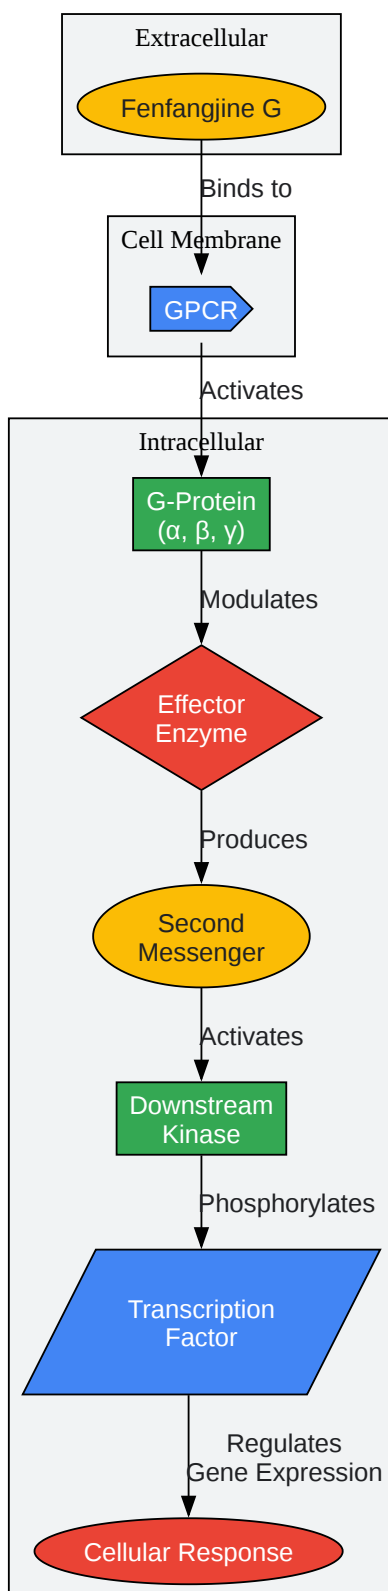 Extracellular
Fenfangjine G
Binds to
Cell Membrane
GPCR
Activates
Intracellular
G-Protein
(α, β, γ)
Modulates
Effector
Enzyme
Produces
Second
Messenger
Activates
Downstream
Kinase
Phosphorylates
Transcription
Factor
Regulates
Gene Expression
Cellular Response